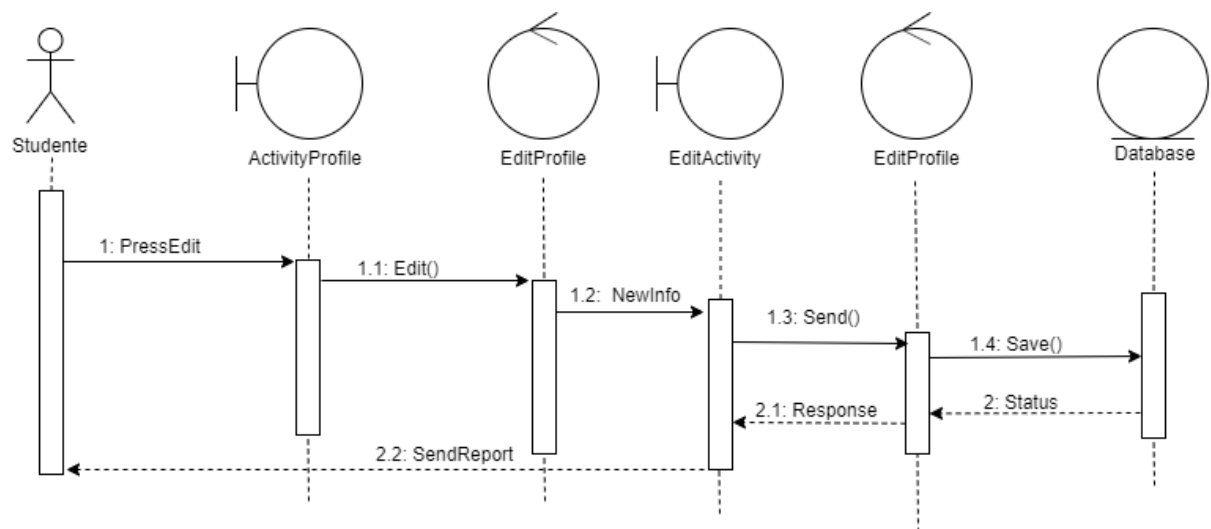 Studente
ActivityProfile
EditProfile
EditActivity
EditProfile
Database
1: PressEdit
1.1: Edit()
1.2: NewInfo
1.3: Send()
1.4: Save()
2: Status
2.1: Response
2.2: SendReport